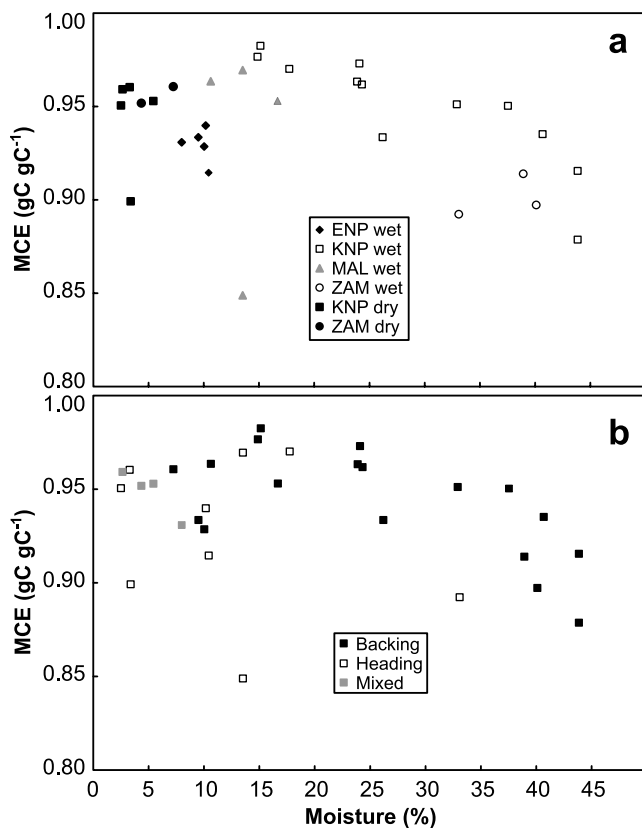 a
1.00
0.95
0.90
0.85
0.80
MCE (gC gC⁻¹)
ENP wet
KNP wet
MAL wet
ZAM wet
KNP dry
ZAM dry
b
1.00
0.95
0.90
0.85
0.80
MCE (gC gC⁻¹)
Backing
Heading
Mixed
0 5 10 15 20 25 30 35 40 45
Moisture (%)